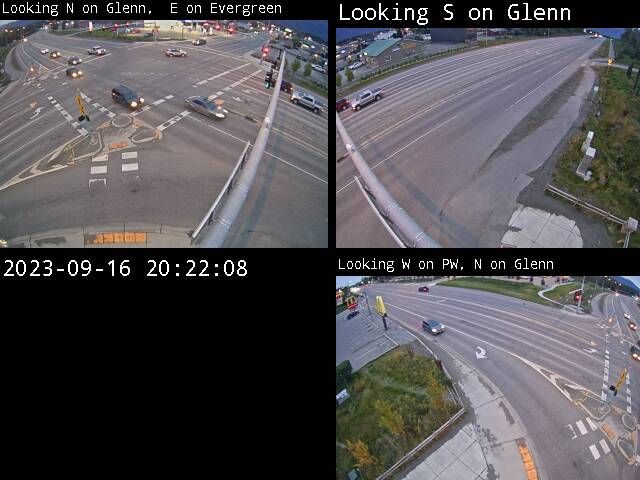 Looking N on Glenn,  E on Evergreen
Looking S on Glenn
2023-09-16 20:22:08
Looking W on PW, N on Glenn